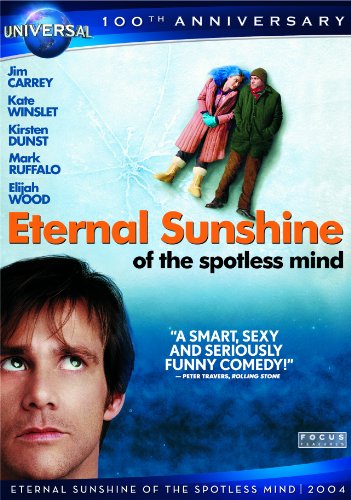 UNIVERSAL
100TH ANNIVERSARY
Jim
CARREY
Kate
WINSLET
Kirsten
DUNST
Mark
RUFFALO
Elijah
WOOD
Eternal Sunshine
of the spotless mind
“A SMART, SEXY
AND SERIOUSLY
FUNNY COMEDY!”
— PETER TRAVERS, ROLLING STONE
FOCUS
FEATURES
ETERNAL SUNSHINE OF THE SPOTLESS MIND | 2004